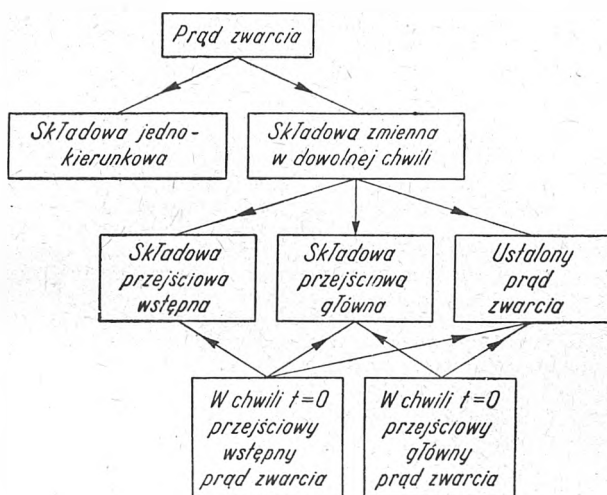 Prąd zwarcia
Składowa jedno-
kierunkowa
Składowa zmienna
w dowolnej chwili
Składowa
przejściowa
wstępna
Składowa
przejściowa
główna
Ustalony
prąd
zwarcia
W chwili t=0
przejściowy
wstępny
prąd zwarcia
W chwili t=0
przejściowy
główny
prąd zwarcia